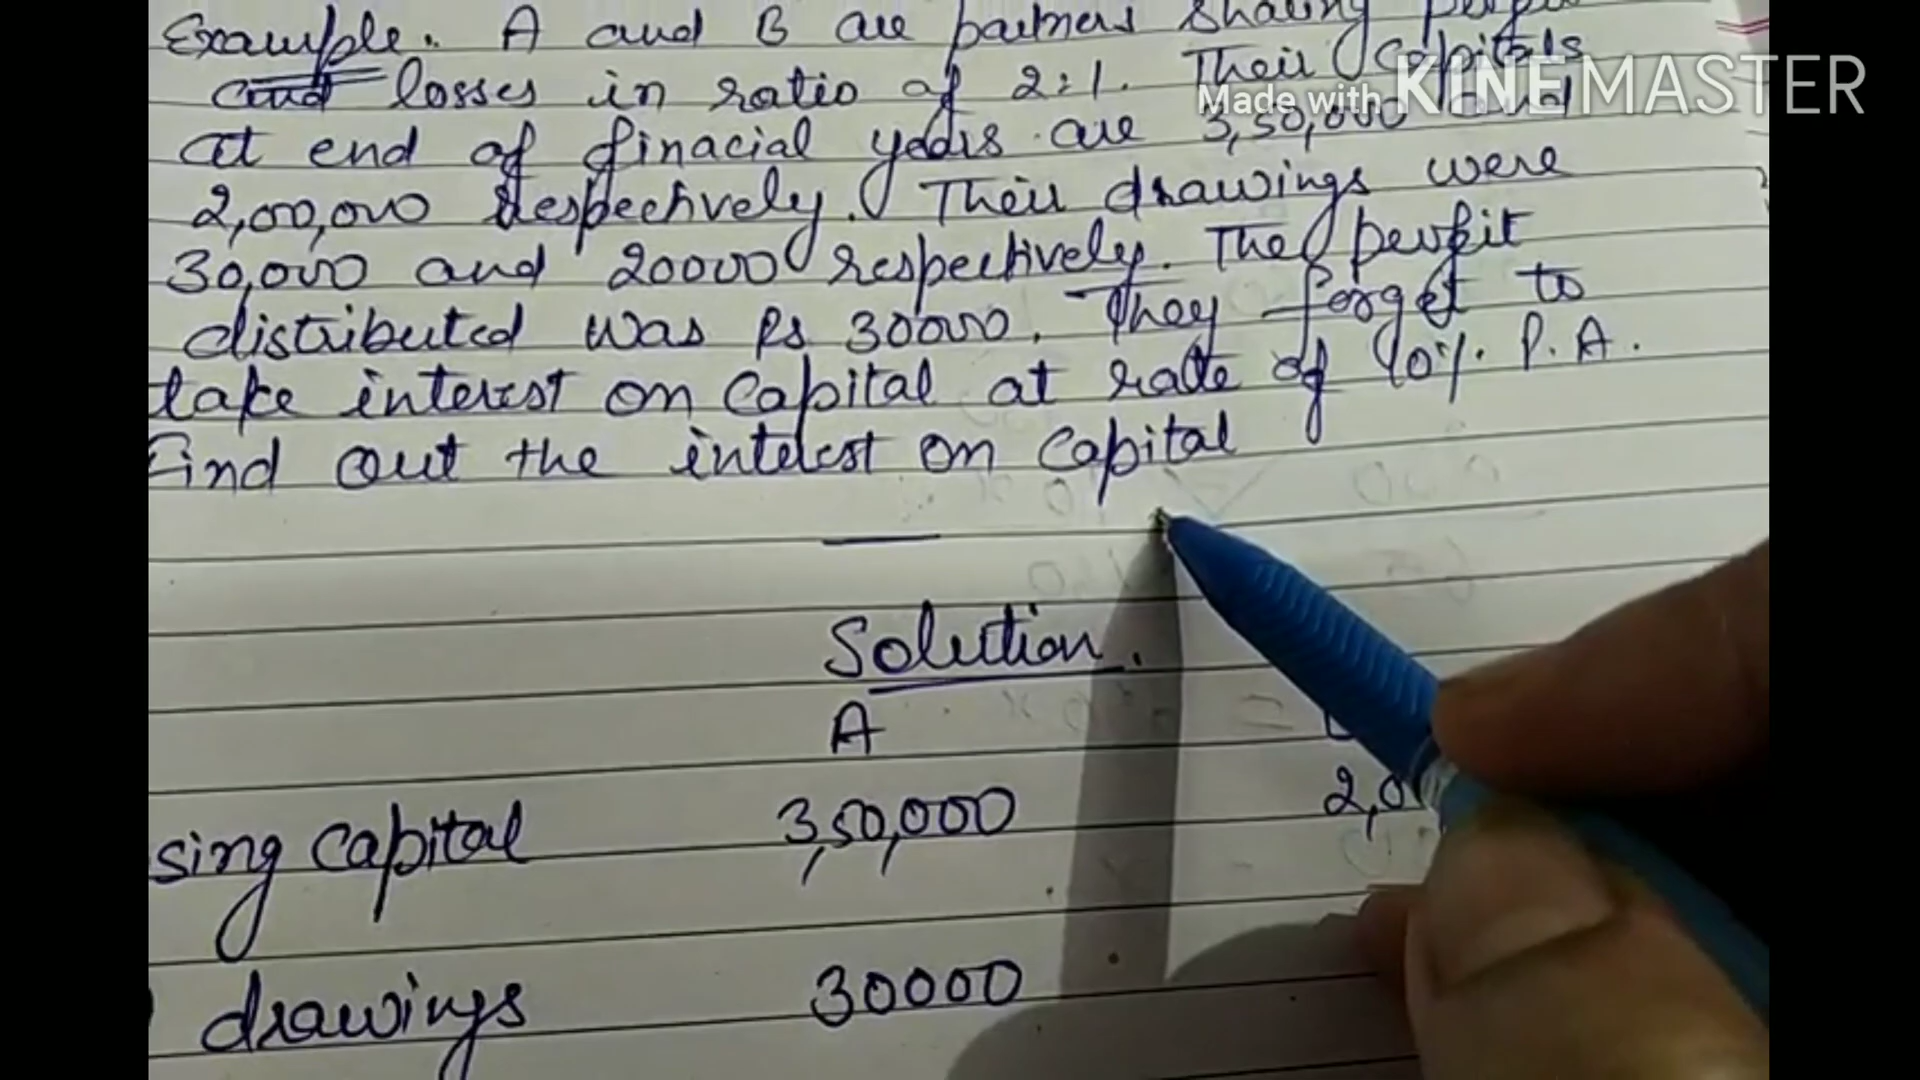 Example. A and B are partners sharing
and losses in ratio of 2:1. Their Capitals
at end of finacial years are 3,50,000 and
2,00,000 respectively. Their drawings were
30,000 and 20000 respectively. The
distributed was Rs 30000. They forget to
take interest on Capital at rate of 10%. P.A.
Find out the interest on Capital
Solution.
A
sing Capital 3,50,000 2,0
drawings 30000
Made with KINEMASTER